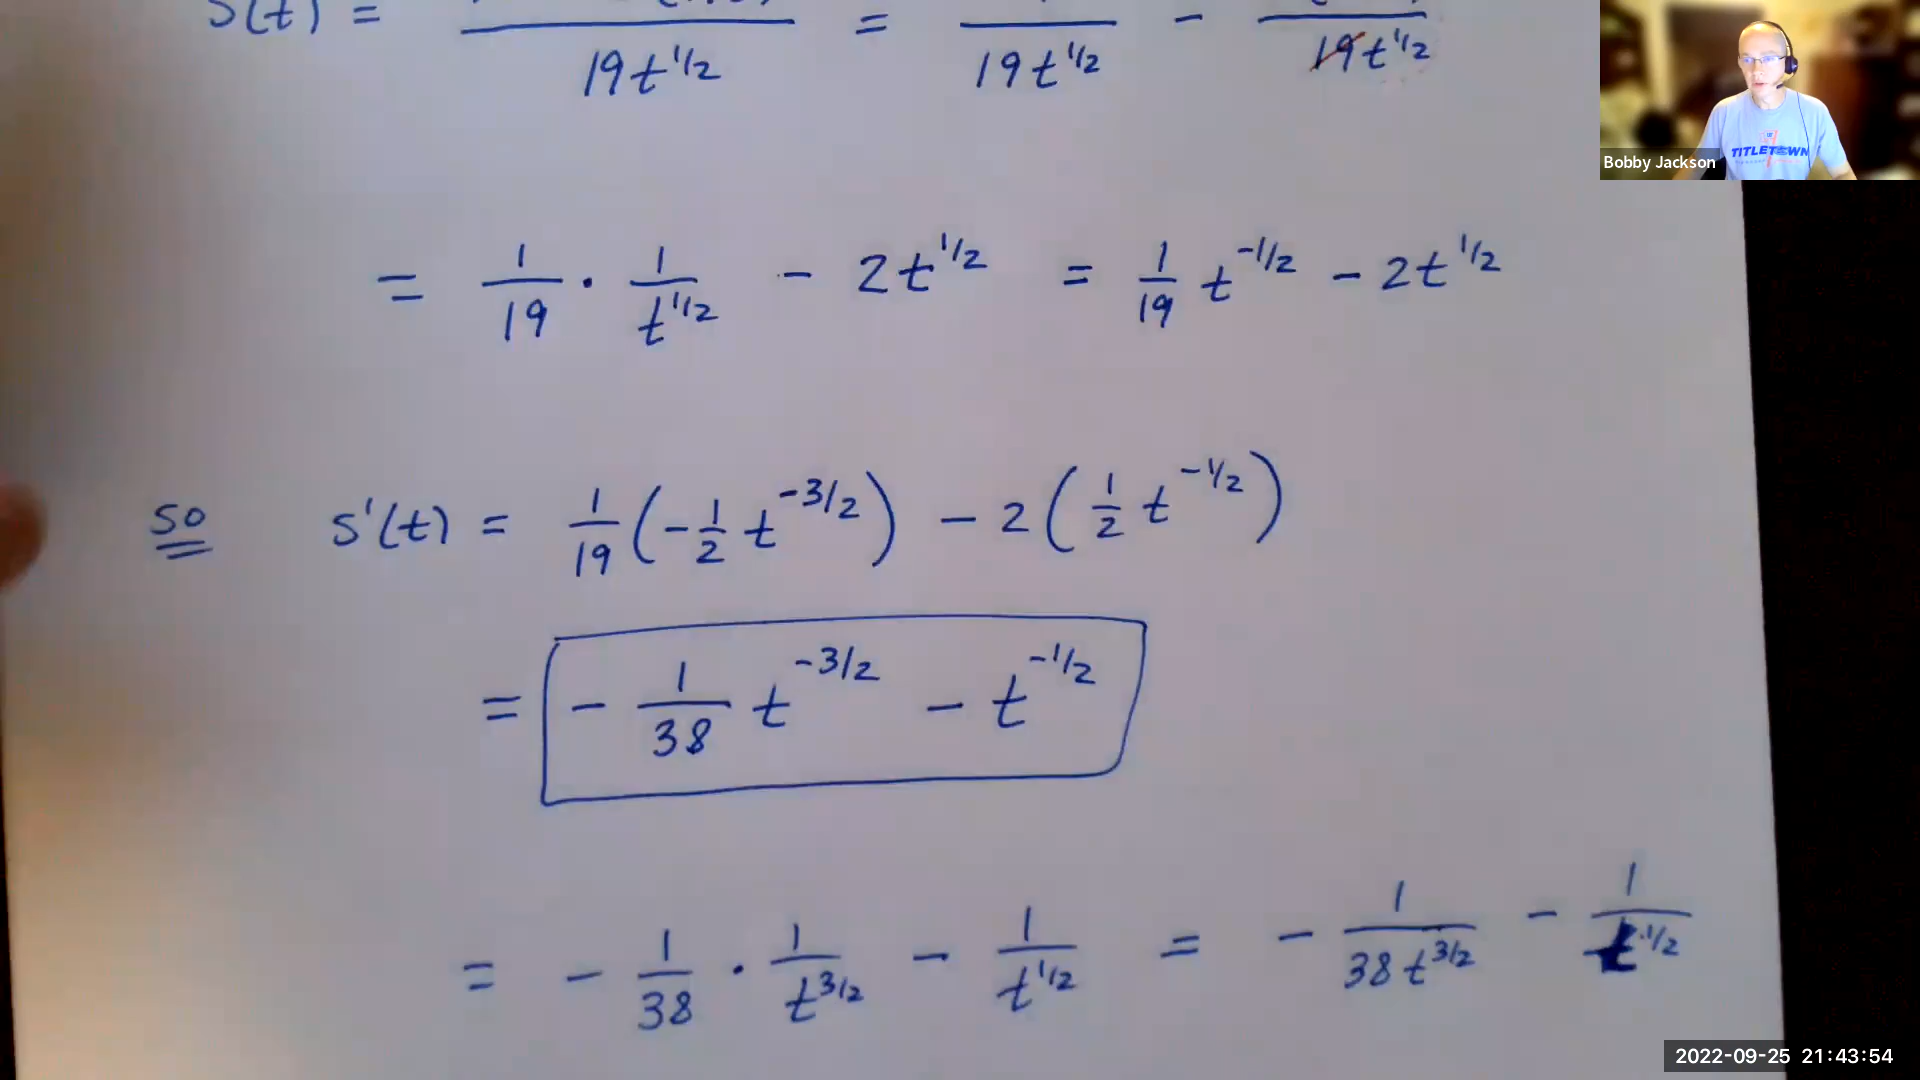 S(t) = / 19t^1/2 = / 19t^1/2 - / 19t^1/2
Bobby Jackson
TITLETOWN
= 1/19 · 1/t^1/2 - 2t^1/2 = 1/19 t^-1/2 - 2t^1/2
so S'(t) = 1/19 (-1/2 t^-3/2) - 2(1/2 t^-1/2)
= - 1/38 t^-3/2 - t^-1/2
= - 1/38 · 1/t^3/2 - 1/t^1/2 = - 1/38t^3/2 - 1/t^1/2
2022-09-25 21:43:54